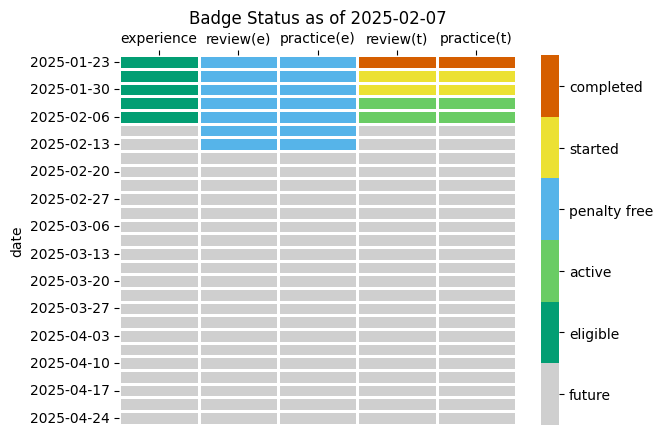 Badge Status as of 2025-02-07
experience review(e) practice(e) review(t) practice(t)
date
2025-01-23
2025-01-30
2025-02-06
2025-02-13
2025-02-20
2025-02-27
2025-03-06
2025-03-13
2025-03-20
2025-03-27
2025-04-03
2025-04-10
2025-04-17
2025-04-24
completed
started
penalty free
active
eligible
future